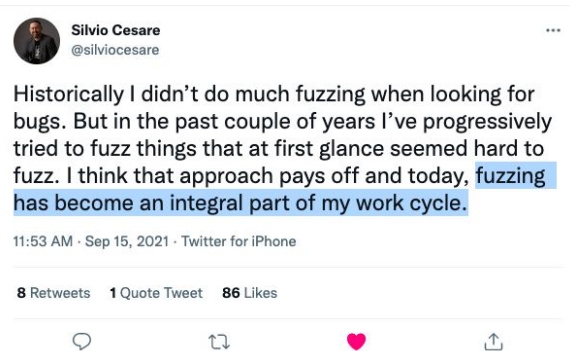 Silvio Cesare
@silviocesare
Historically I didn't do much fuzzing when looking for
bugs. But in the past couple of years I've progressively
tried to fuzz things that at first glance seemed hard to
fuzz. I think that approach pays off and today, fuzzing
has become an integral part of my work cycle.
11:53 AM · Sep 15, 2021 · Twitter for iPhone
8 Retweets 1 Quote Tweet 86 Likes